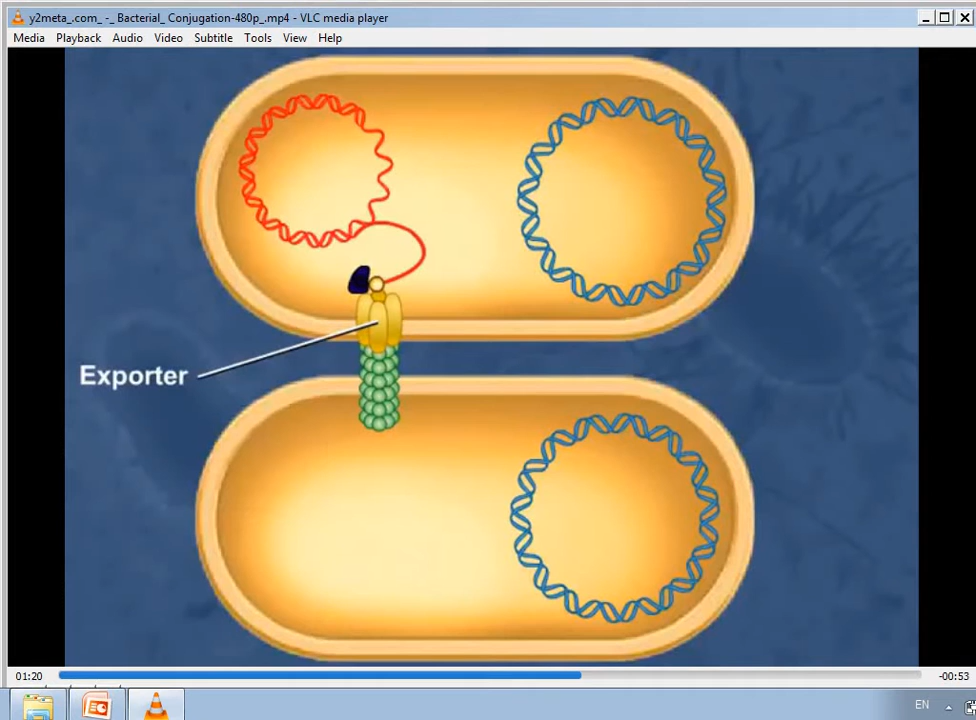 y2meta_.com_ -_ Bacterial_ Conjugation-480p_.mp4 - VLC media player
Media Playback Audio Video Subtitle Tools View Help
Exporter
01:20
-00:53
EN